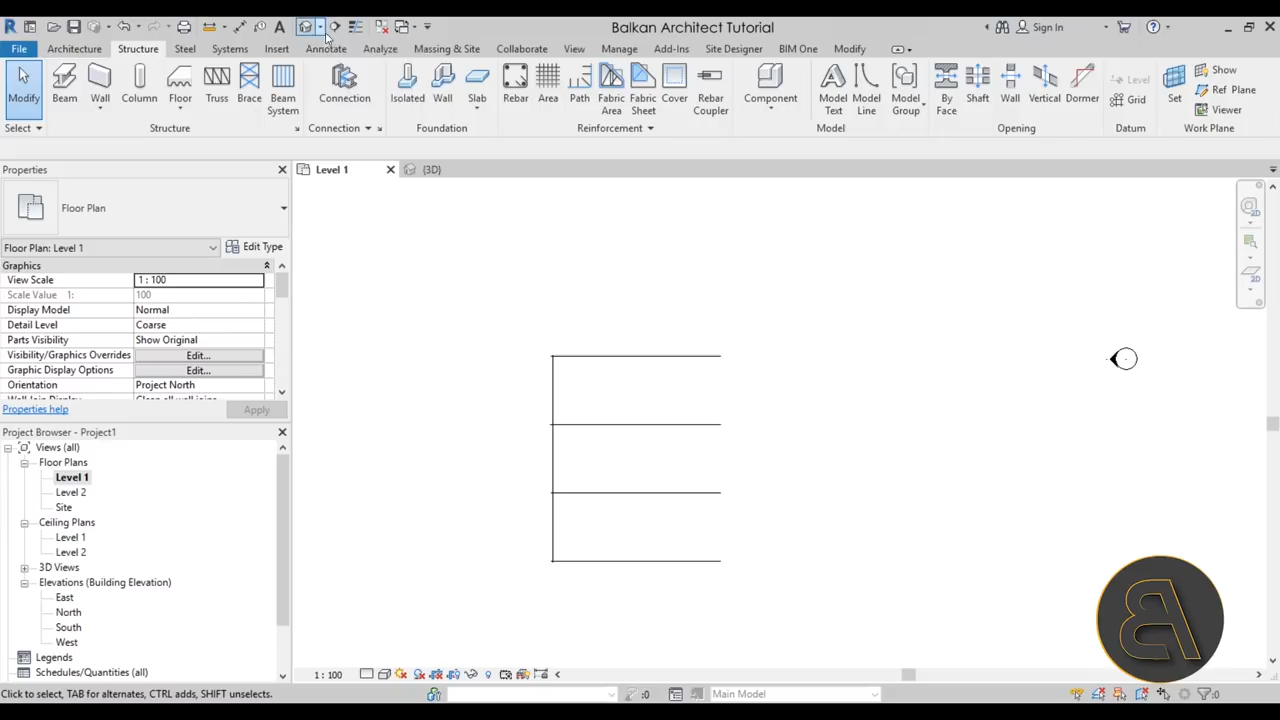 Balkan Architect Tutorial
Sign In
File Architecture Structure Steel Systems Insert Annotate Analyze Massing & Site Collaborate View Manage Add-Ins Site Designer BIM One Modify
Modify Beam Wall Column Floor Truss Brace Beam System Connection Isolated Wall Slab Rebar Area Path Fabric Area Fabric Sheet Cover Rebar Coupler Component Model Text Model Line Model Group By Face Shaft Wall Vertical Dormer Level Grid Set Show Ref Plane Viewer
Select Structure Connection Foundation Reinforcement Model Opening Datum Work Plane
Properties
Level 1
{3D}
Floor Plan
Floor Plan: Level 1
Edit Type
Graphics
View Scale 1 : 100
Scale Value 1: 100
Display Model Normal
Detail Level Coarse
Parts Visibility Show Original
Visibility/Graphics Overrides Edit...
Graphic Display Options Edit...
Orientation Project North
Properties help
Apply
Project Browser - Project1
Views (all)
Floor Plans
Level 1
Level 2
Site
Ceiling Plans
Level 1
Level 2
3D Views
Elevations (Building Elevation)
East
North
South
West
Legends
Schedules/Quantities (all)
1 : 100
Click to select, TAB for alternates, CTRL adds, SHIFT unselects.
:0
Main Model
:0